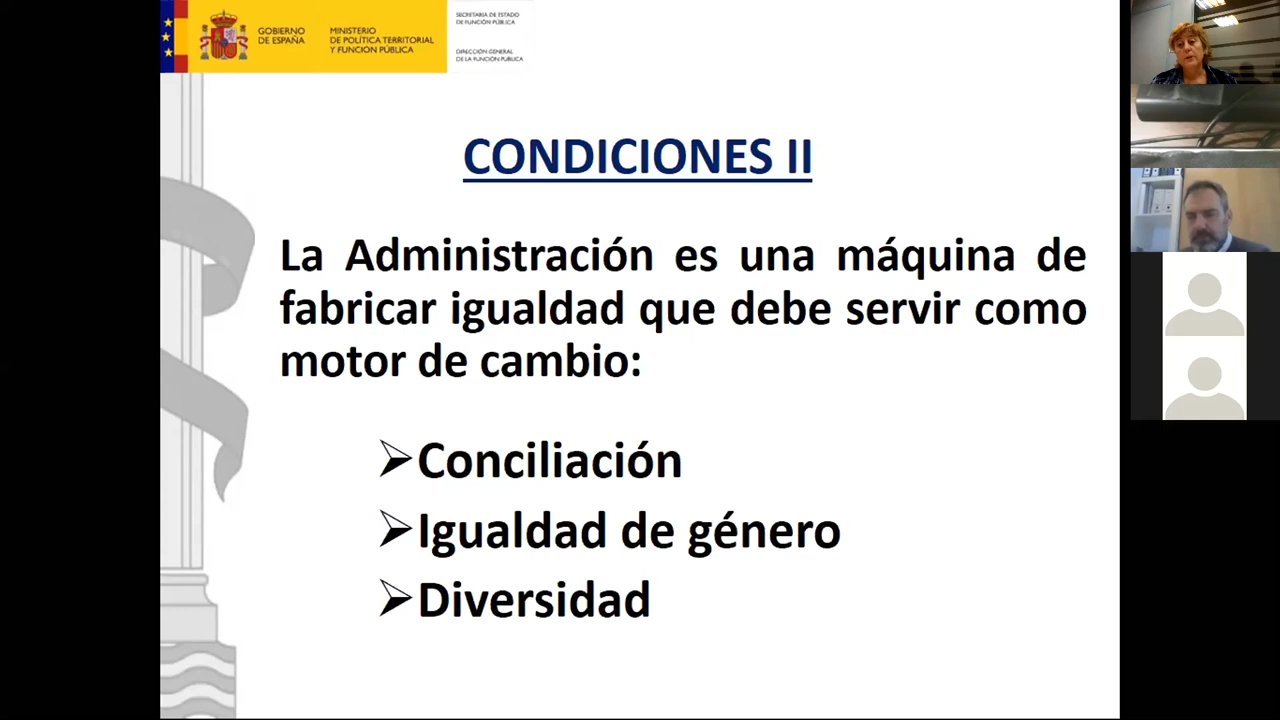 GOBIERNO
DE ESPAÑA
MINISTERIO
DE POLÍTICA TERRITORIAL
Y FUNCIÓN PÚBLICA
SECRETARÍA DE ESTADO
DE FUNCIÓN PÚBLICA
DIRECCIÓN GENERAL
DE LA FUNCIÓN PÚBLICA
CONDICIONES II
La Administración es una máquina de
fabricar igualdad que debe servir como
motor de cambio:
Conciliación
Igualdad de género
Diversidad